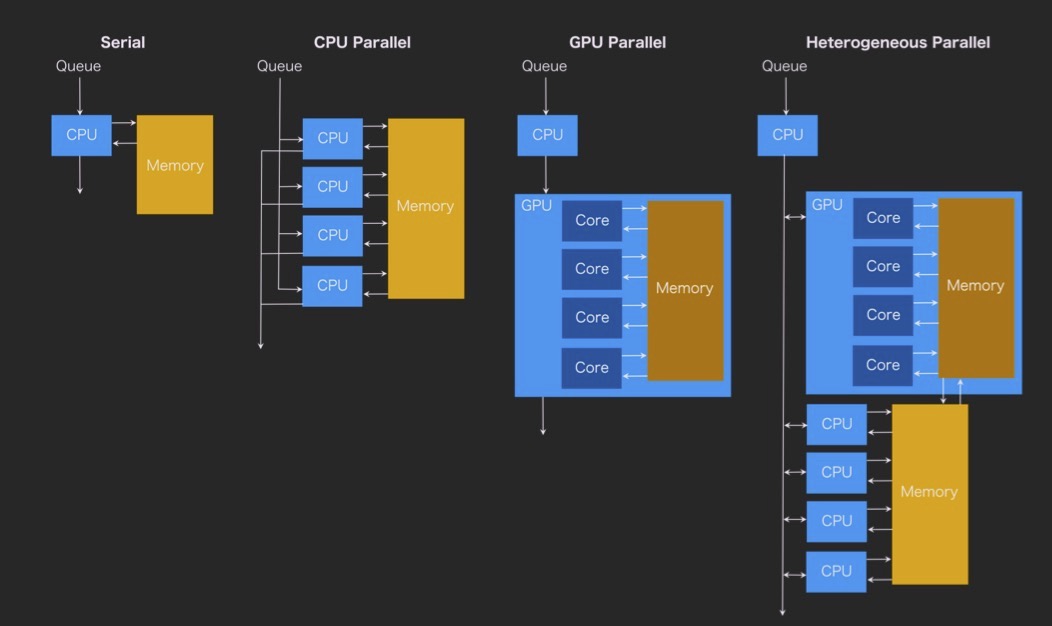 Serial
Queue
CPU
Memory
CPU Parallel
Queue
CPU
CPU
CPU
CPU
Memory
GPU Parallel
Queue
CPU
GPU
Core
Core
Core
Core
Memory
Heterogeneous Parallel
Queue
CPU
GPU
Core
Core
Core
Core
Memory
CPU
CPU
CPU
CPU
Memory